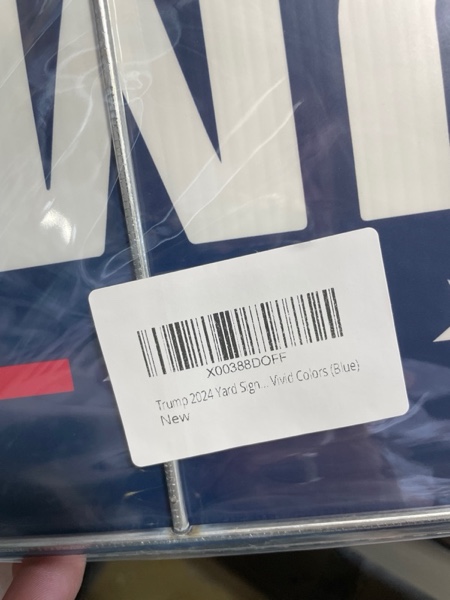 X00388DOFF
Trump 2024 Yard Sign... Vivid Colors (Blue)
New